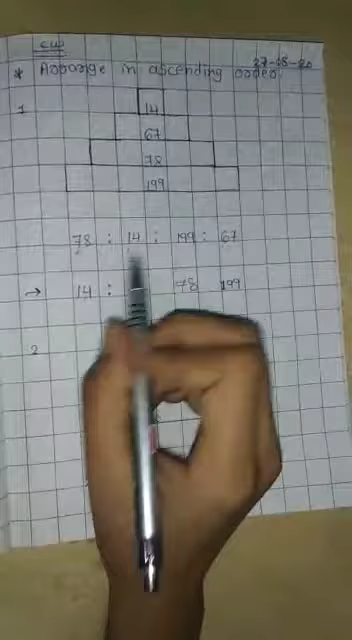 CW
27-08-20
* Arrange in ascending order
1
14
67
78
199
78 : 14 : 199 : 67
→ 14 : 78 199
2